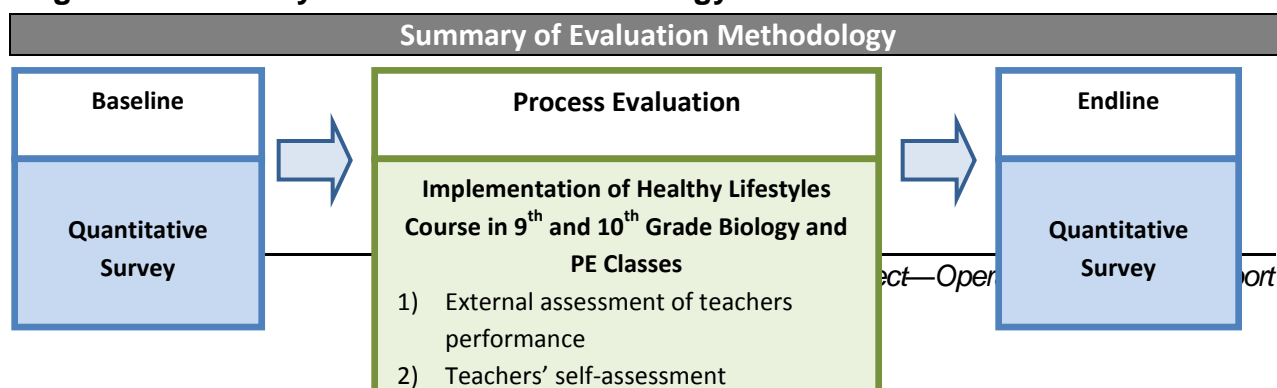 Summary of Evaluation Methodology
Baseline
Quantitative
Survey
Process Evaluation
Implementation of Healthy Lifestyles
Course in 9th and 10th Grade Biology and
PE Classes
1) External assessment of teachers
performance
2) Teachers' self-assessment
Endline
Quantitative
Survey